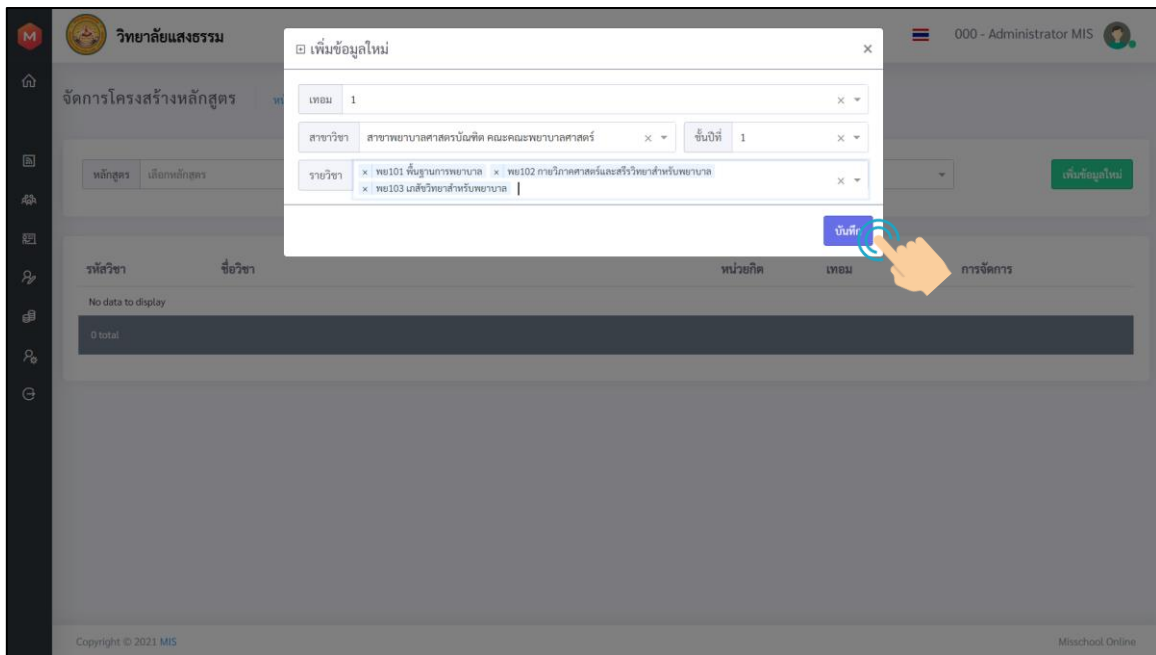 M วิทยาลัยแสงธรรม
000 - Administrator MIS
เพิ่มข้อมูลใหม่ ×
จัดการโครงสร้างหลักสูตร
เทอม 1
สาขาวิชา สาขาพยาบาลศาสตรบัณฑิต คณะคณะพยาบาลศาสตร์ ชั้นปีที่ 1
รายวิชา × พย101 พื้นฐานการพยาบาล × พย102 กายวิภาคศาสตร์และสรีรวิทยาสำหรับพยาบาล
× พย103 เภสัชวิทยาสำหรับพยาบาล
หลักสูตร เลือกหลักสูตร
เพิ่มข้อมูลใหม่
บันทึก
รหัสวิชา ชื่อวิชา หน่วยกิต เทอม การจัดการ
No data to display
0 total
Copyright © 2021 MIS Misschool Online